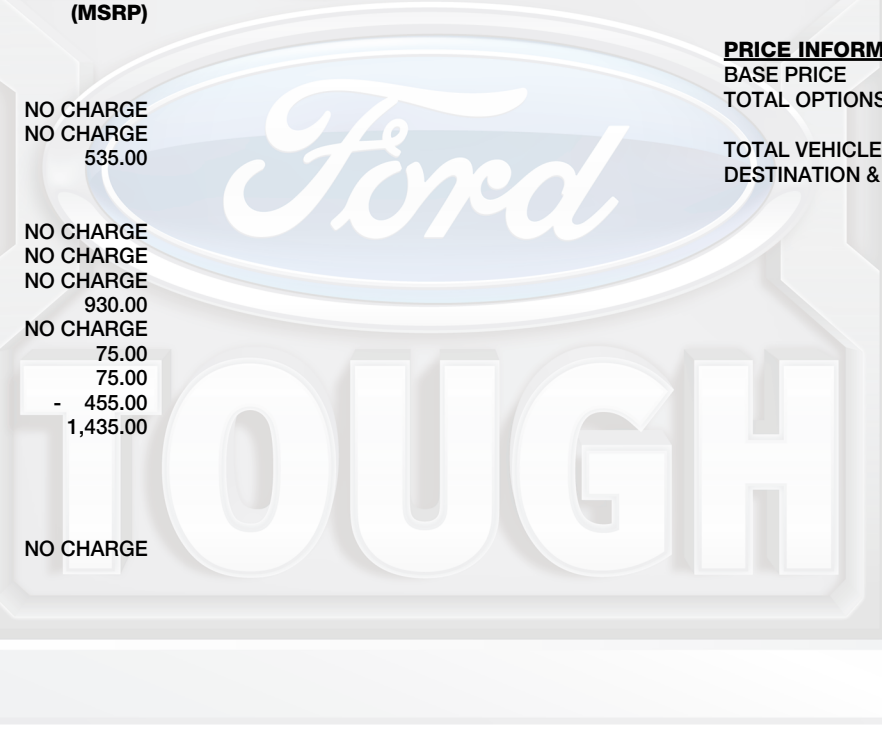 (MSRP)
NO CHARGE
NO CHARGE
535.00
NO CHARGE
NO CHARGE
NO CHARGE
930.00
NO CHARGE
75.00
75.00
- 455.00
1,435.00
NO CHARGE
PRICE INFORM
BASE PRICE
TOTAL OPTIONS
TOTAL VEHICLE
DESTINATION &
Ford
TOUGH